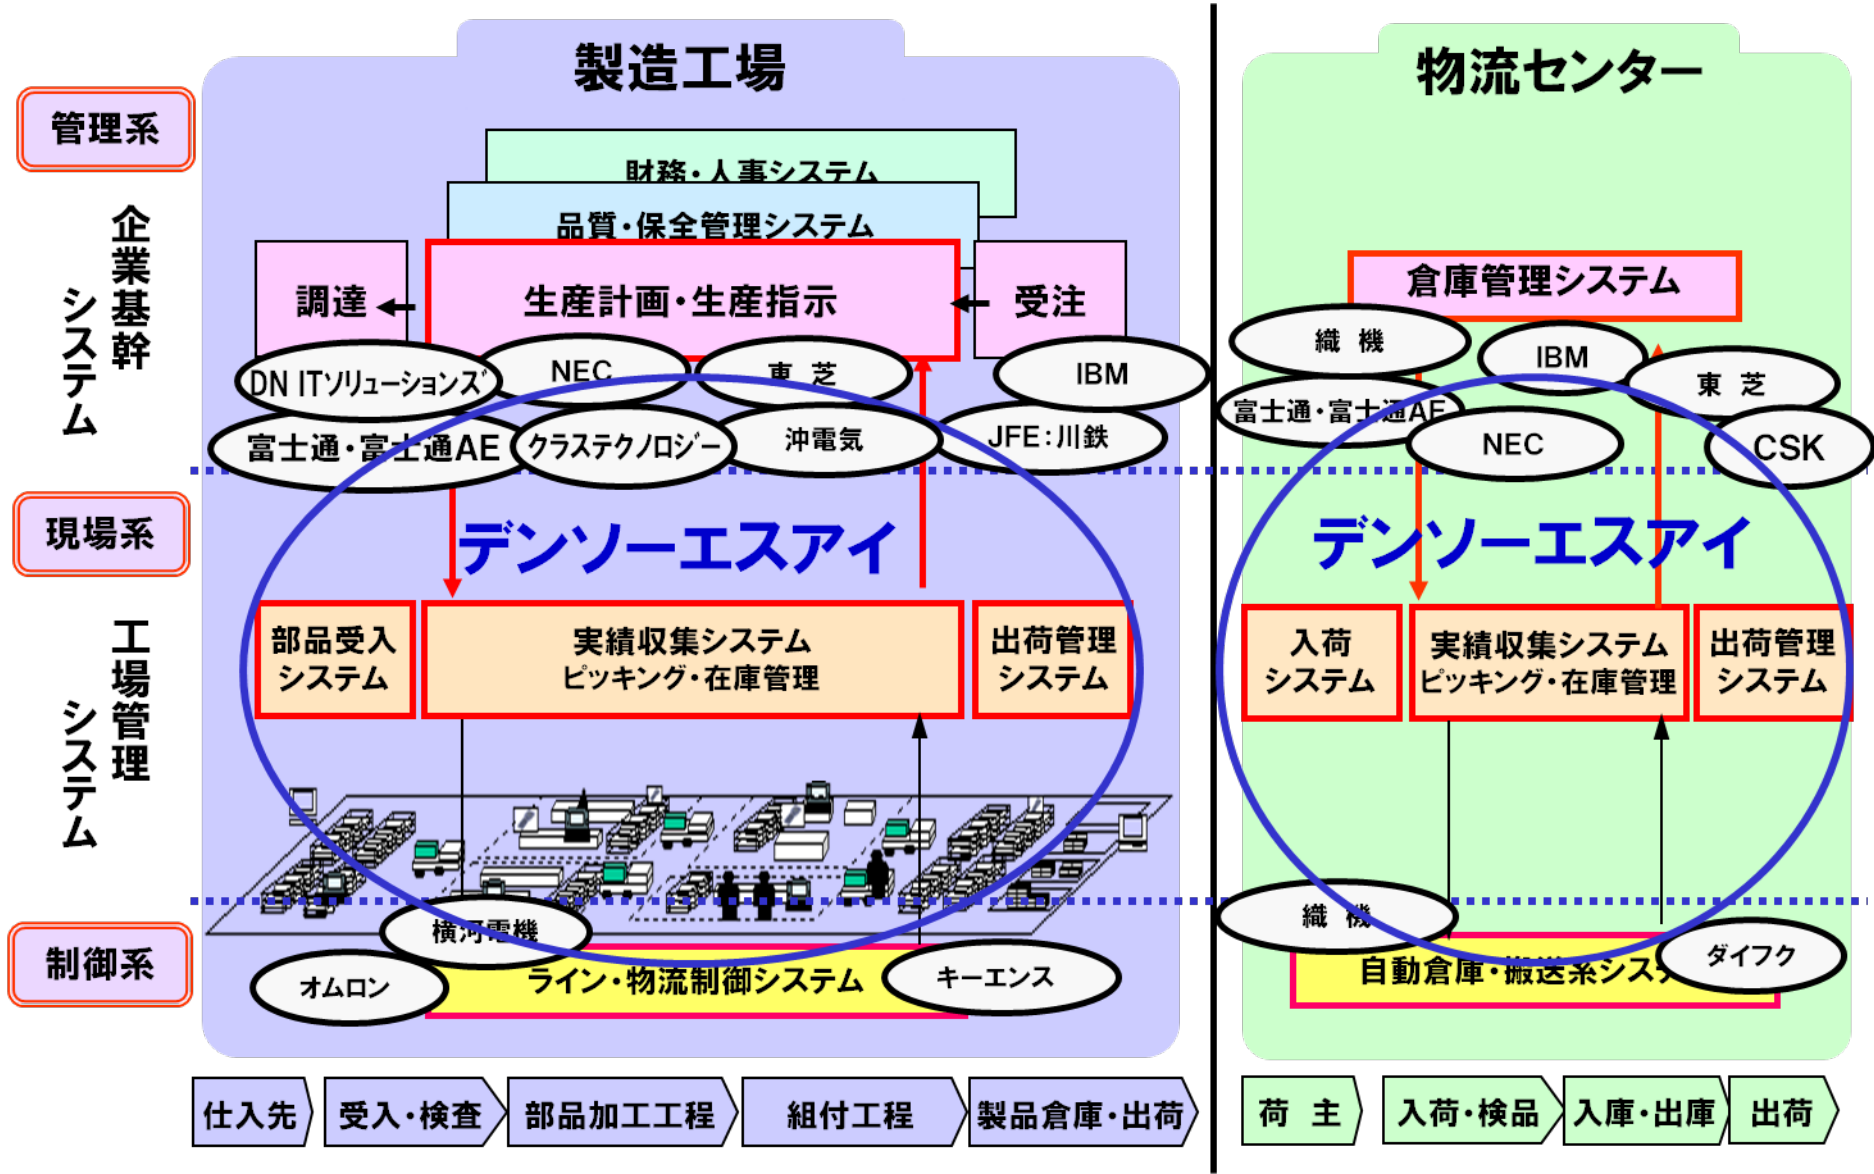 製造工場
物流センター
管理系
企業基幹
システム
財務・人事システム
品質・保全管理システム
調達
生産計画・生産指示
受注
倉庫管理システム
DN ITソリューションズ
NEC
東 芝
IBM
富士通・富士通AE
クラステクノロジー
沖電気
JFE：川鉄
織 機
IBM
東 芝
富士通・富士通AE
NEC
CSK
現場系
工場管理
システム
デンソーエスアイ
デンソーエスアイ
部品受入
システム
実績収集システム
ピッキング・在庫管理
出荷管理
システム
入荷
システム
実績収集システム
ピッキング・在庫管理
出荷管理
システム
制御系
横河電機
オムロン
ライン・物流制御システム
キーエンス
織 機
自動倉庫・搬送系システ
ダイフク
仕入先
受入・検査
部品加工工程
組付工程
製品倉庫・出荷
荷 主
入荷・検品
入庫・出庫
出荷